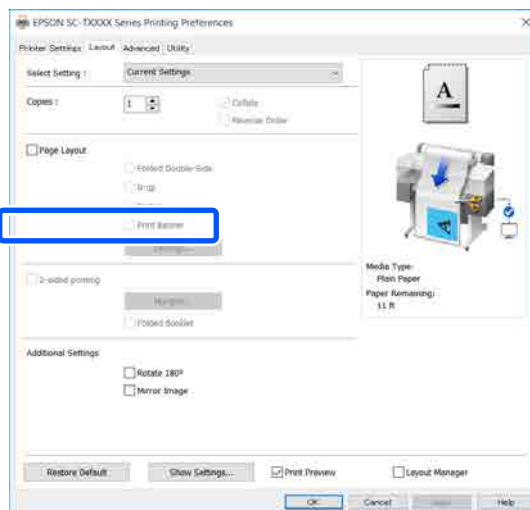 EPSON SC-TXXXX Series Printing Preferences
Printer Settings Layout Advanced Utility
Select Setting : Current Settings
Copies : 1 Collate
Reverse Order
A
Page Layout
Folded Double-Side
N-up
Poster
Print Banner
Settings...
Media Type:
Plain Paper
Paper Remaining:
11 ft
2-sided printing
Margins...
Folded Booklet
Additional Settings
Rotate 180º
Mirror Image
Restore Default Show Settings... Print Preview Layout Manager
OK Cancel Apply Help